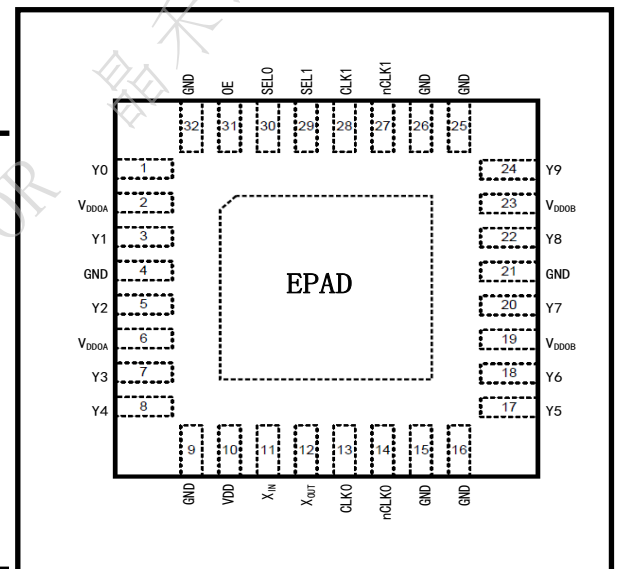 晶禾
OR
GND OE SEL0 SEL1 CLK1 nCLK1 GND GND
32 31 30 29 28 27 26 25
Y0 1 24 Y9
VDDOA 2 23 VDDOB
Y1 3 22 Y8
GND 4 21 GND
EPAD
Y2 5 20 Y7
VDDOA 6 19 VDDOB
Y3 7 18 Y6
Y4 8 17 Y5
9 10 11 12 13 14 15 16
GND VDD XIN XOUT CLK0 nCLK0 GND GND